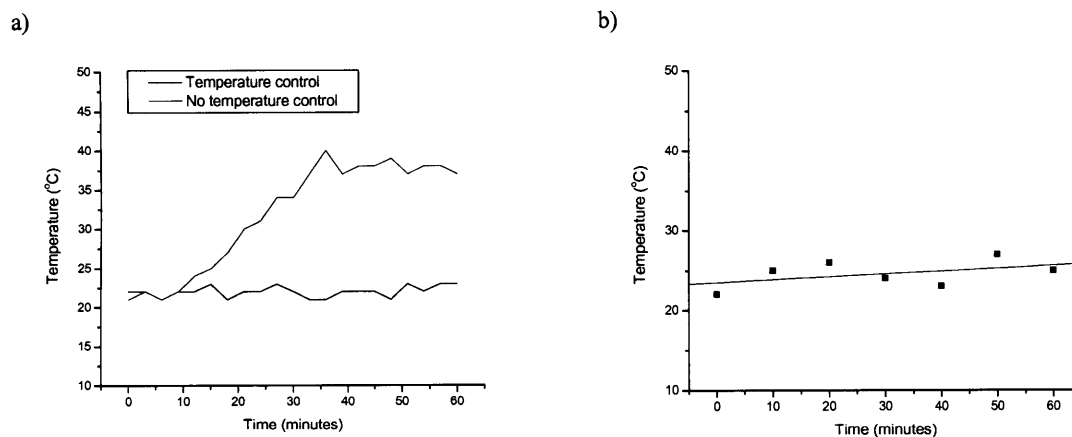 a)
50
45
40
35
30
25
20
15
10
Temperature (°C)
Temperature control
No temperature control
0 10 20 30 40 50 60
Time (minutes)
b)
50
40
30
20
10
Temperature (°C)
0 10 20 30 40 50 60
Time (minutes)